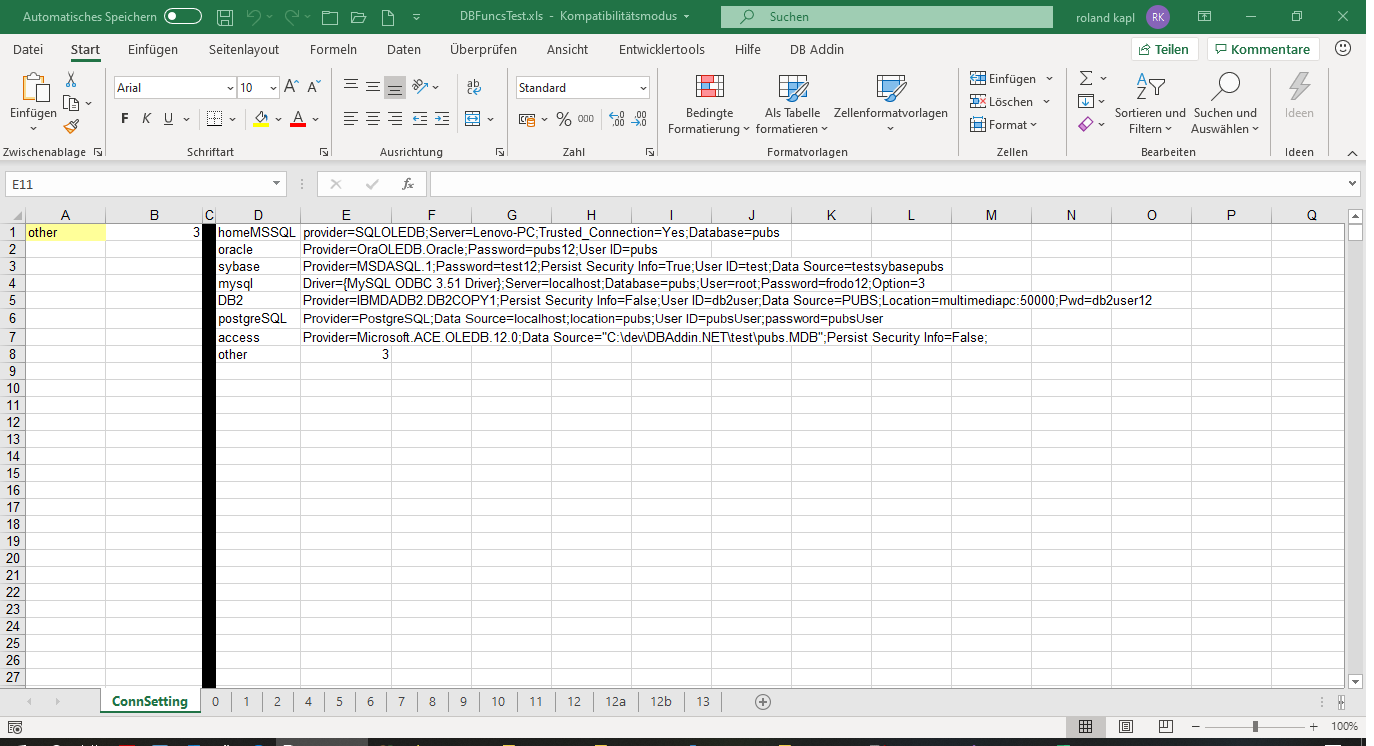 Automatisches Speichern DBFuncsTest.xls - Kompatibilitätsmodus Suchen roland kapl RK
Datei Start Einfügen Seitenlayout Formeln Daten Überprüfen Ansicht Entwicklertools Hilfe DB Addin Teilen Kommentare
Einfügen Arial 10 A A ab c Standard Bedingte Formatierung Als Tabelle formatieren Zellenformatvorlagen Einfügen Löschen Format Sortieren und Filtern Suchen und Auswählen Ideen
F K U A % 000
Zwischenablage Schriftart Ausrichtung Zahl Formatvorlagen Zellen Bearbeiten Ideen
E11 fx
A B C D E F G H I J K L M N O P Q
1 other 3 homeMSSQL provider=SQLOLEDB;Server=Lenovo-PC;Trusted_Connection=Yes;Database=pubs
2 oracle Provider=OraOLEDB.Oracle;Password=pubs12;User ID=pubs
3 sybase Provider=MSDASQL.1;Password=test12;Persist Security Info=True;User ID=test;Data Source=testsybasepubs
4 mysql Driver={MySQL ODBC 3.51 Driver};Server=localhost;Database=pubs;User=root;Password=frodo12;Option=3
5 DB2 Provider=IBMDADB2.DB2COPY1;Persist Security Info=False;User ID=db2user;Data Source=PUBS;Location=multimediapc:50000;Pwd=db2user12
6 postgreSQL Provider=PostgreSQL;Data Source=localhost;location=pubs;User ID=pubsUser;password=pubsUser
7 access Provider=Microsoft.ACE.OLEDB.12.0;Data Source="C:\dev\DBAddin.NET\test\pubs.MDB";Persist Security Info=False;
8 other 3
9
10
11
12
13
14
15
16
17
18
19
20
21
22
23
24
25
26
27
ConnSetting 0 1 2 4 5 6 7 8 9 10 11 12 12a 12b 13
100%